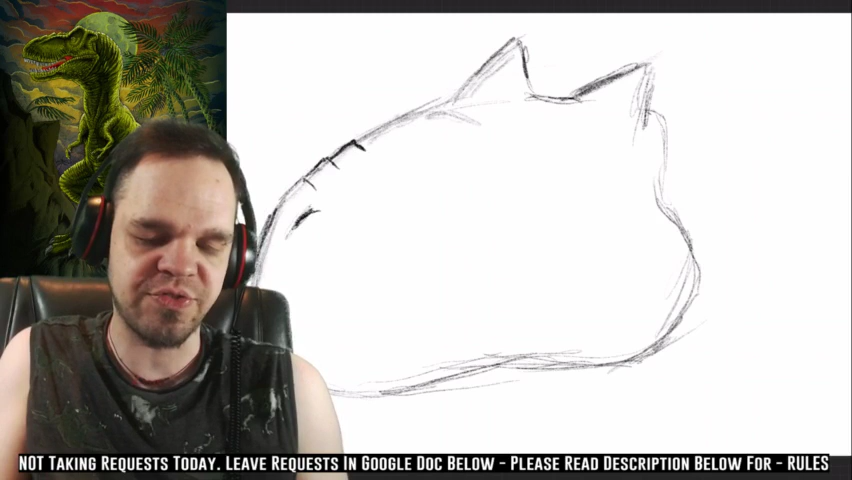 NOT Taking Requests Today. Leave Requests In Google Doc Below - Please Read Description Below For - RULES